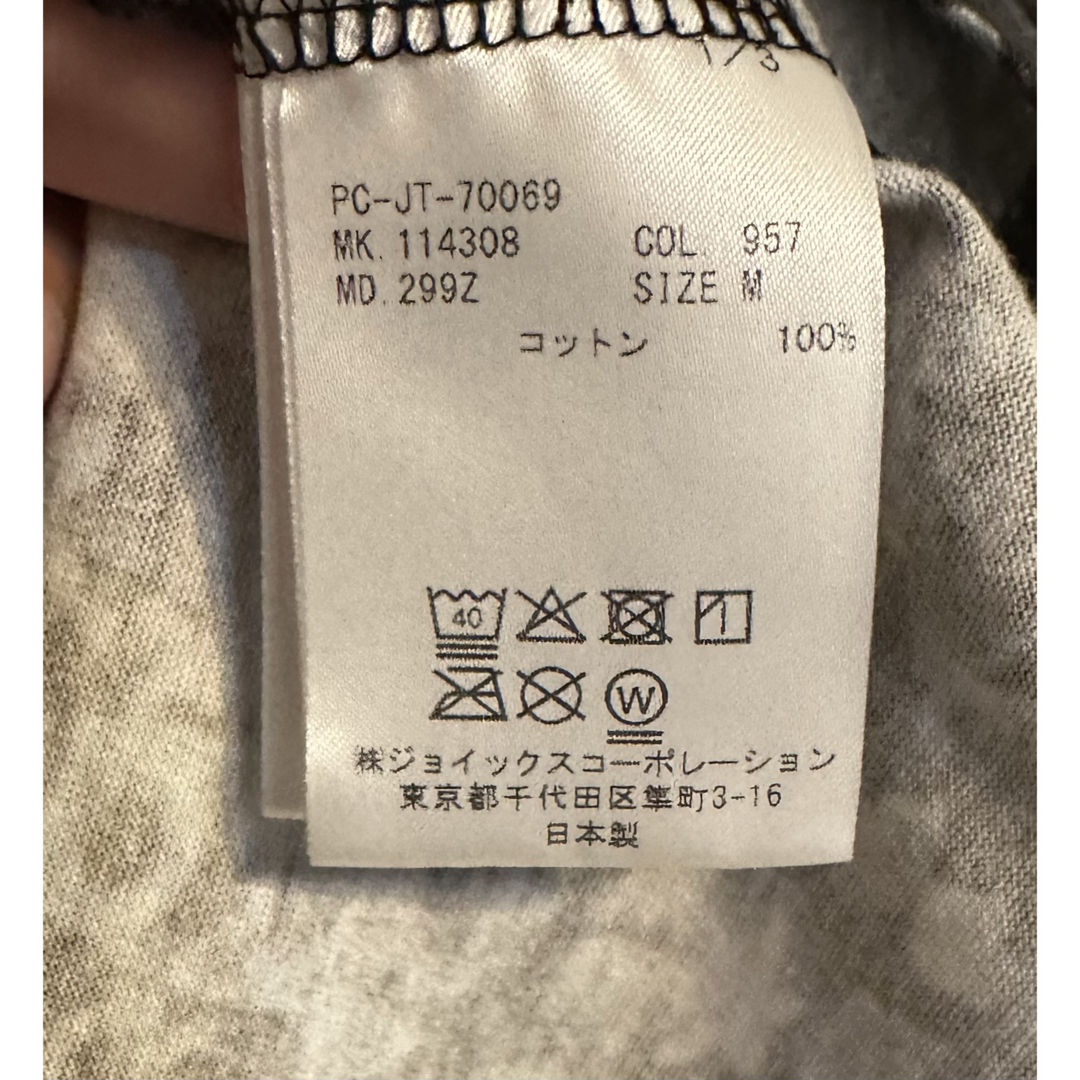 1/3
PC-JT-70069
MK. 114308 COL. 957
MD. 299Z SIZE M
コットン 100%
40
W
㈱ジョイックスコーポレーション
東京都千代田区隼町3-16
日本製